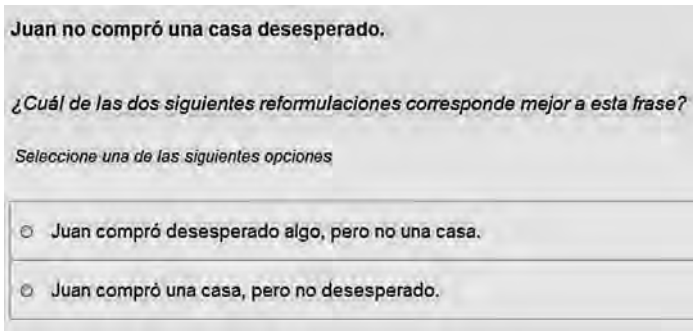 Juan no compró una casa desesperado.
¿Cuál de las dos siguientes reformulaciones corresponde mejor a esta frase?
Seleccione una de las siguientes opciones
Juan compró desesperado algo, pero no una casa.
Juan compró una casa, pero no desesperado.